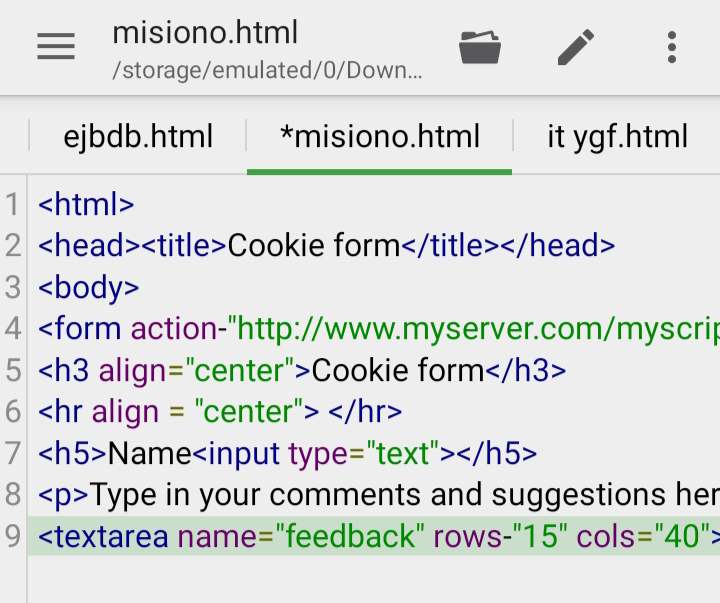 misiono.html
/storage/emulated/0/Down...
ejbdb.html *misiono.html it ygf.html
1 <html>
2 <head><title>Cookie form</title></head>
3 <body>
4 <form action-"http://www.myserver.com/myscrip
5 <h3 align="center">Cookie form</h3>
6 <hr align = "center"> </hr>
7 <h5>Name<input type="text"></h5>
8 <p>Type in your comments and suggestions her
9 <textarea name="feedback" rows-"15" cols="40">